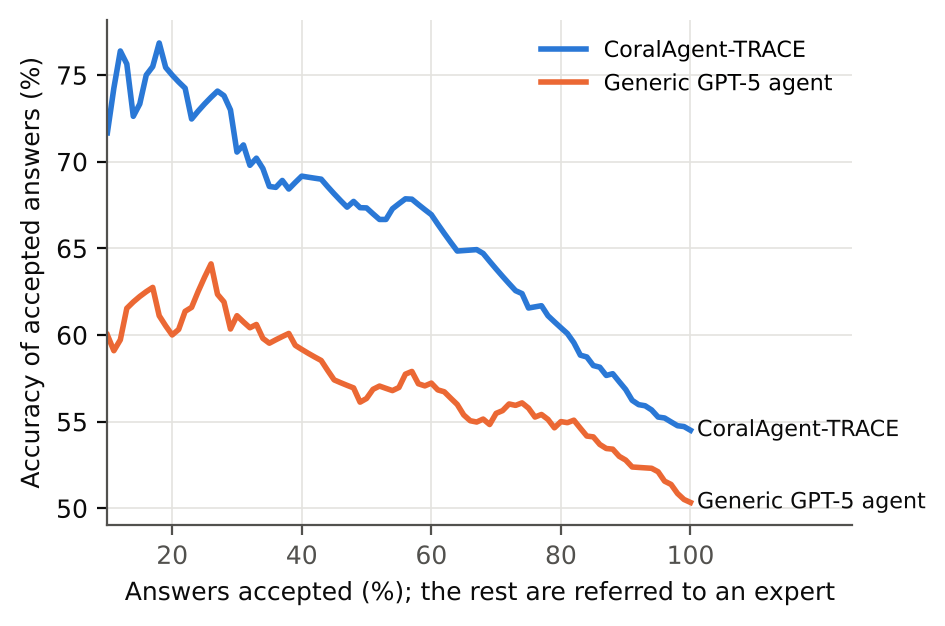 CoralAgent-TRACE
Generic GPT-5 agent
Accuracy of accepted answers (%)
75
70
65
60
55
50
CoralAgent-TRACE
Generic GPT-5 agent
20 40 60 80 100
Answers accepted (%); the rest are referred to an expert